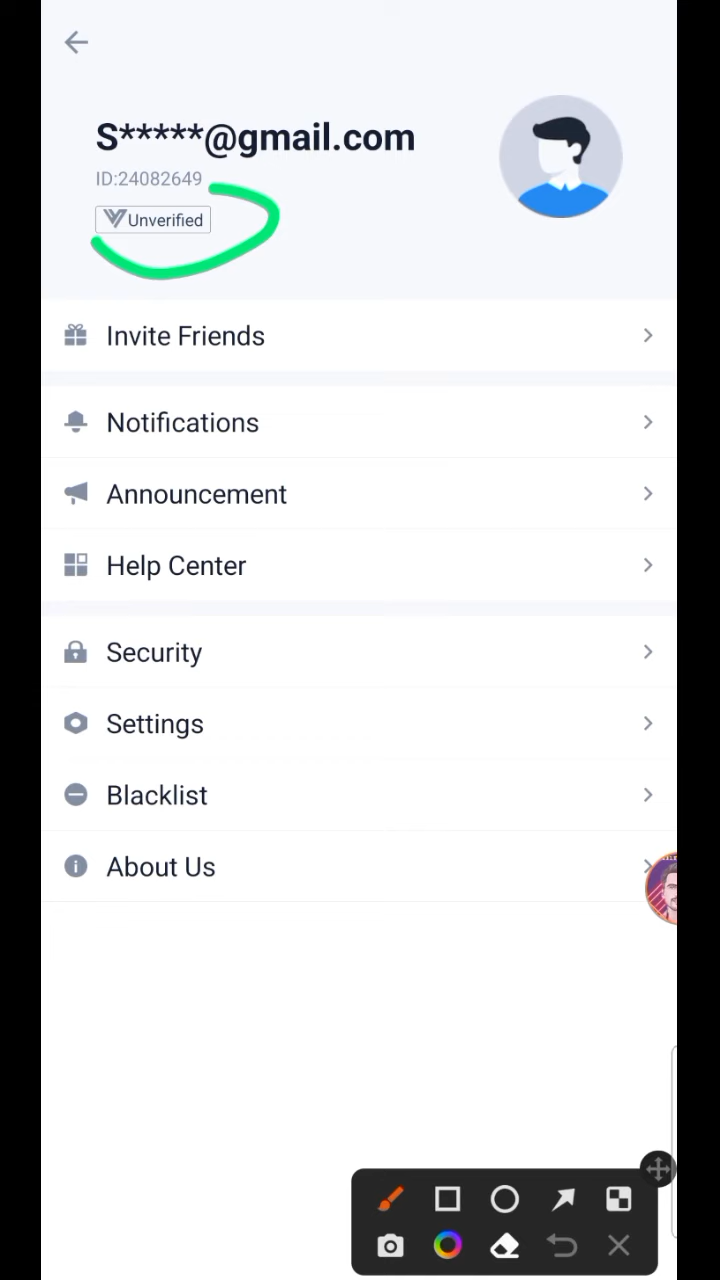 S*****@gmail.com
ID:24082649
Unverified
Invite Friends
Notifications
Announcement
Help Center
Security
Settings
Blacklist
About Us